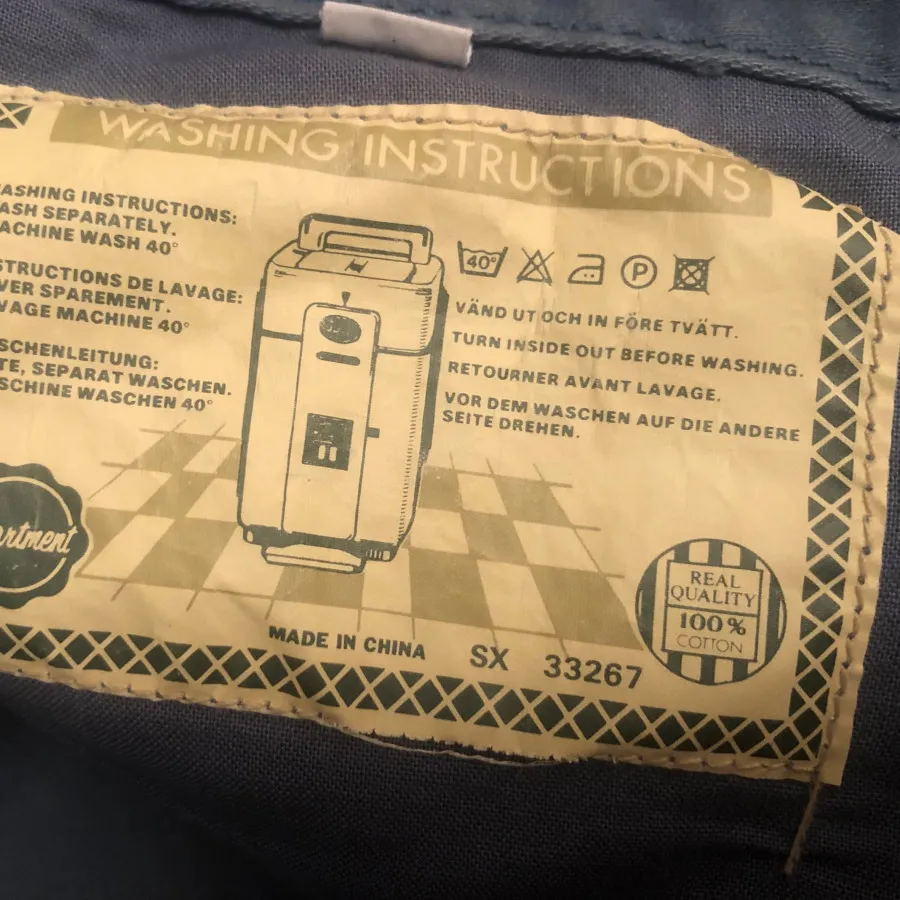 WASHING INSTRUCTIONS
ASHING INSTRUCTIONS:
ASH SEPARATELY.
ACHINE WASH 40°
STRUCTIONS DE LAVAGE:
VER SPAREMENT.
VAGE MACHINE 40°
SCHENLEITUNG:
TE, SEPARAT WASCHEN.
SCHINE WASCHEN 40°
40° P
VÄND UT OCH IN FÖRE TVÄTT.
TURN INSIDE OUT BEFORE WASHING.
RETOURNER AVANT LAVAGE.
VOR DEM WASCHEN AUF DIE ANDERE
SEITE DREHEN.
artment
REAL
QUALITY
100%
COTTON
MADE IN CHINA SX 33267